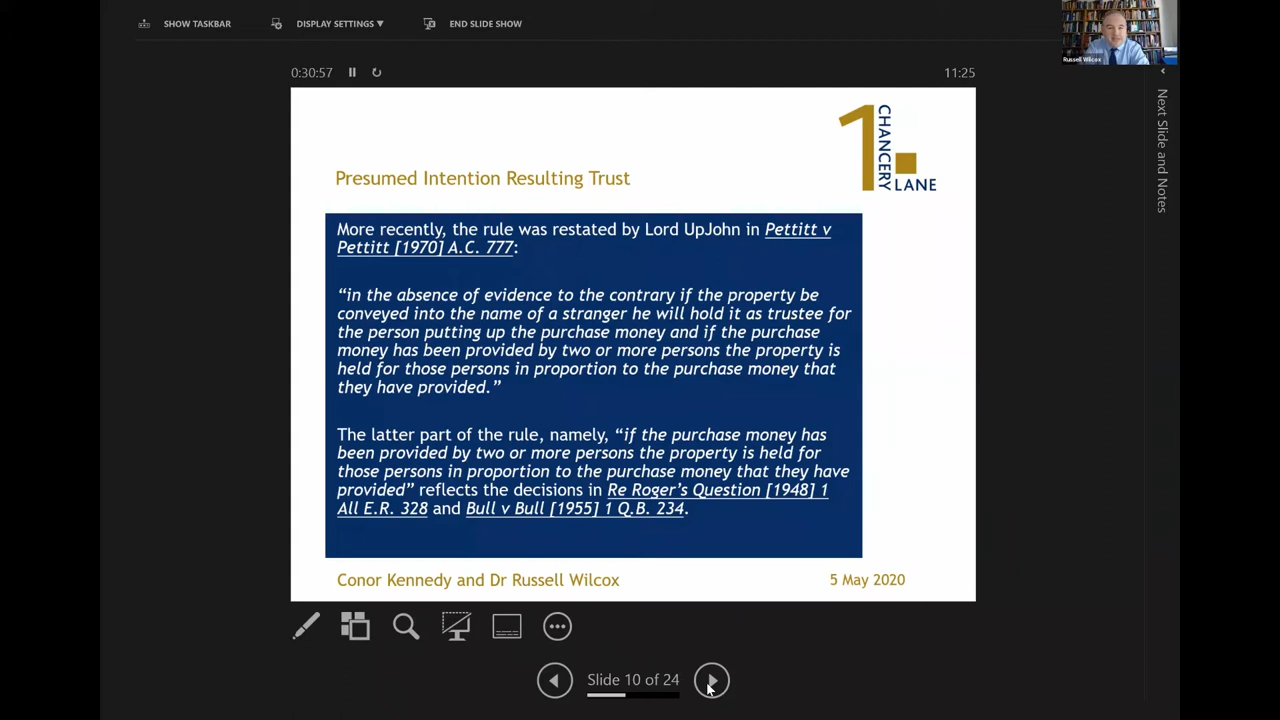 SHOW TASKBAR
DISPLAY SETTINGS ▼
END SLIDE SHOW
Russell Wilcox
0:30:57
11:25
Next Slide and Notes
1 CHANCERY LANE
Presumed Intention Resulting Trust
More recently, the rule was restated by Lord UpJohn in Pettitt v
Pettitt [1970] A.C. 777:
“in the absence of evidence to the contrary if the property be
conveyed into the name of a stranger he will hold it as trustee for
the person putting up the purchase money and if the purchase
money has been provided by two or more persons the property is
held for those persons in proportion to the purchase money that
they have provided.”
The latter part of the rule, namely, “if the purchase money has
been provided by two or more persons the property is held for
those persons in proportion to the purchase money that they have
provided” reflects the decisions in Re Roger’s Question [1948] 1
All E.R. 328 and Bull v Bull [1955] 1 Q.B. 234.
Conor Kennedy and Dr Russell Wilcox
5 May 2020
Slide 10 of 24